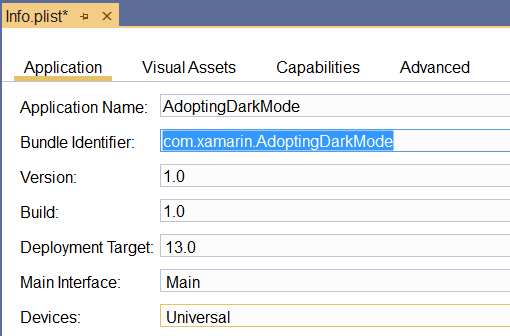 Info.plist*
Application Visual Assets Capabilities Advanced
Application Name: AdoptingDarkMode
Bundle Identifier: com.xamarin.AdoptingDarkMode
Version: 1.0
Build: 1.0
Deployment Target: 13.0
Main Interface: Main
Devices: Universal